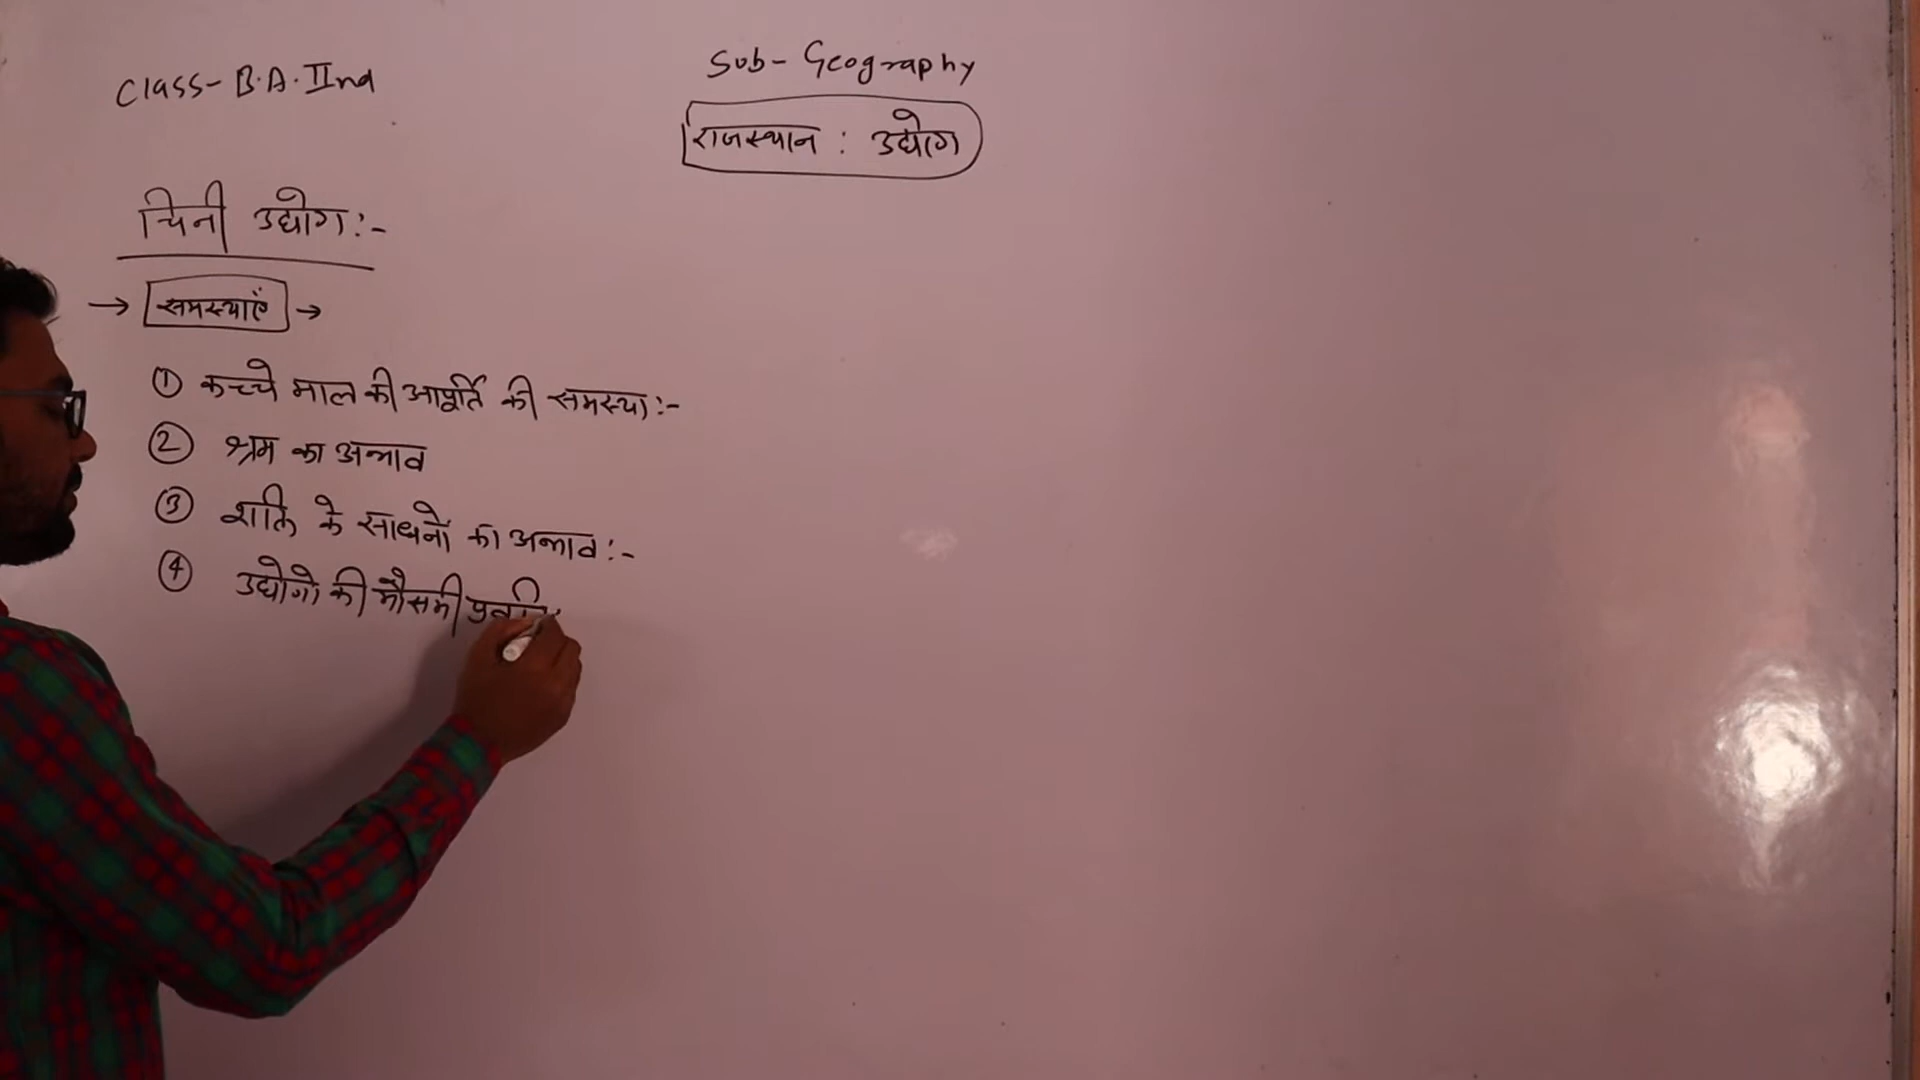 Class- B.A. IInd
Sub- Geography
राजस्थान : उद्योग
चिनी उद्योग:-
→ समस्याएँ →
① कच्चे माल की आपूर्ति की समस्या:-
② श्रम का अभाव
③ शक्ति के साधनों का अभाव:-
④ उद्योगो की मौसमी